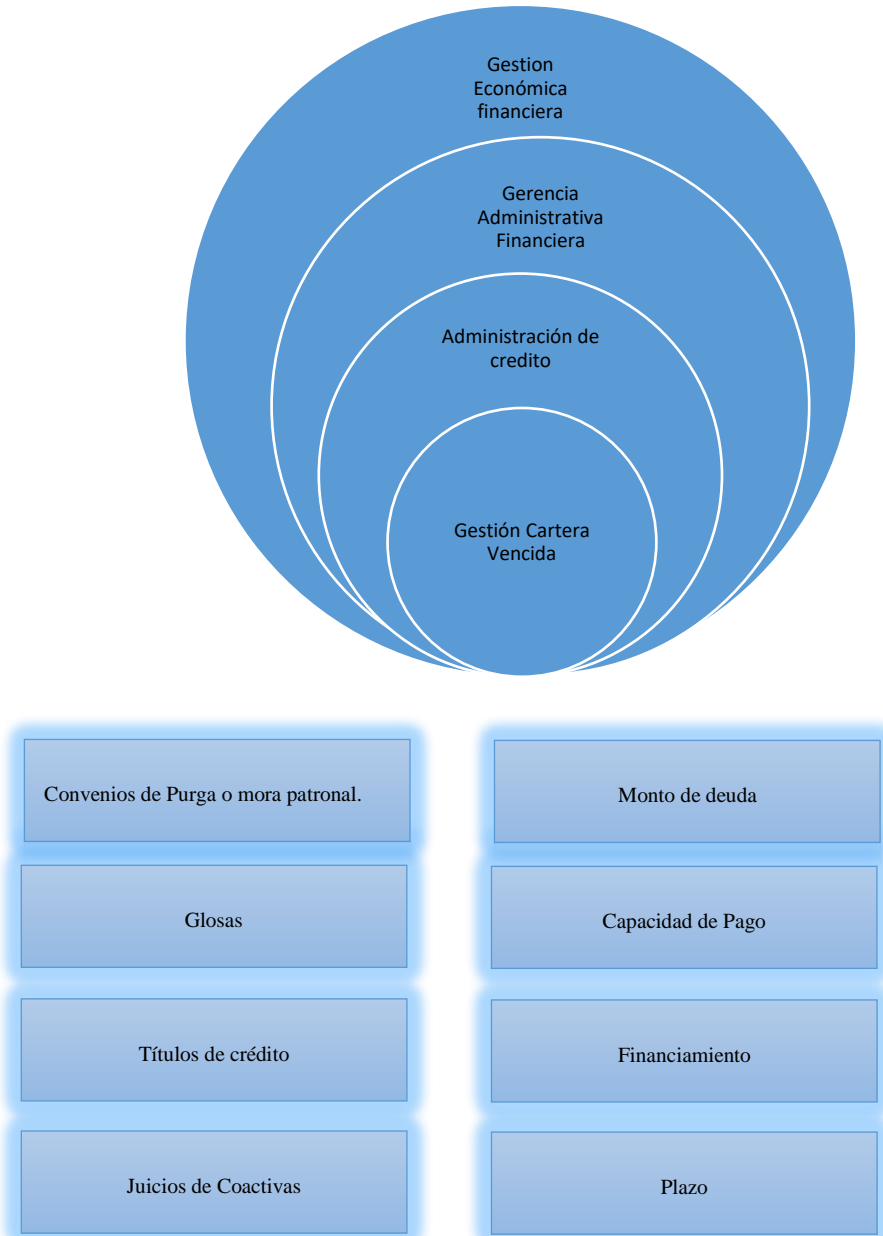 Gestion
Económica
financiera
Gerencia
Administrativa
Financiera
Administración de
credito
Gestión Cartera
Vencida
Convenios de Purga o mora patronal.
Monto de deuda
Glosas
Capacidad de Pago
Títulos de crédito
Financiamiento
Juicios de Coactivas
Plazo